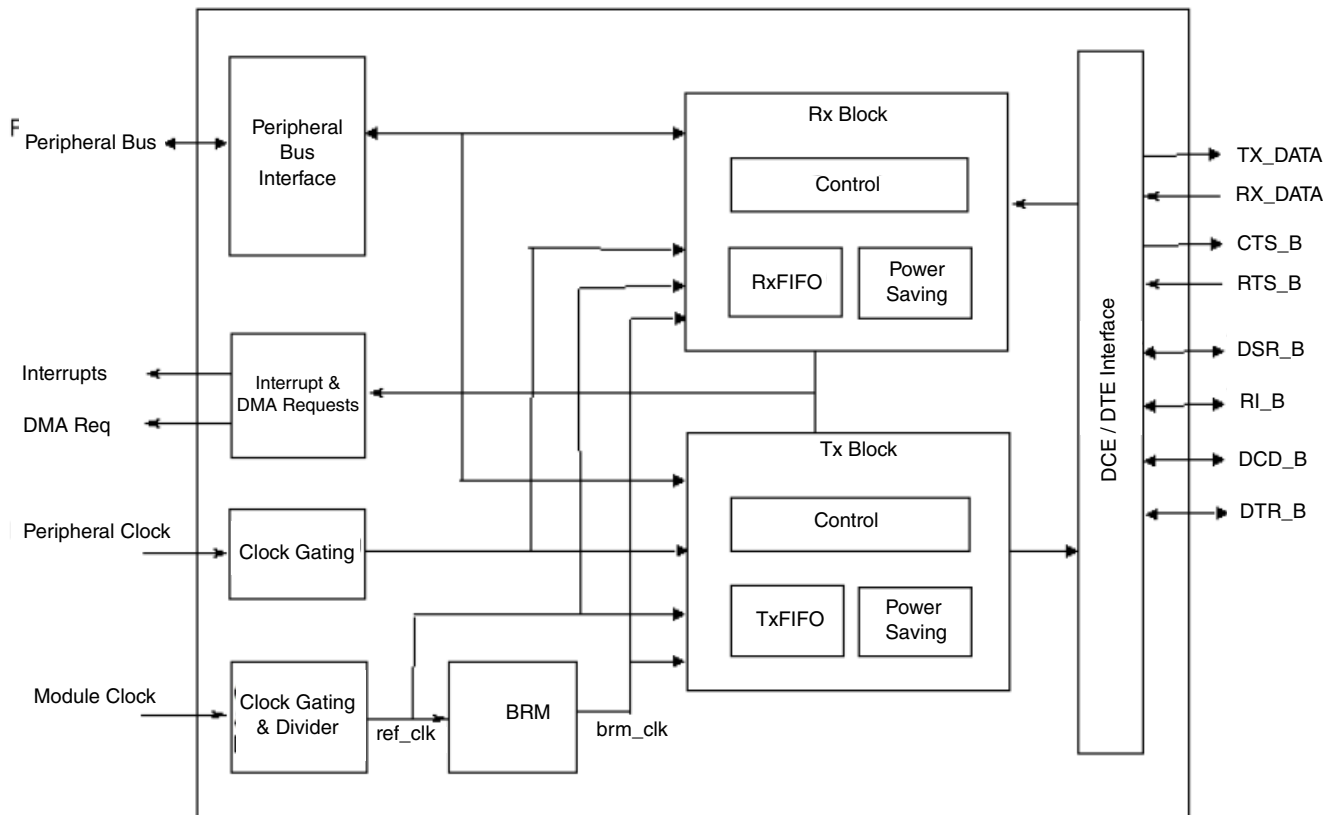 Peripheral Bus
Peripheral
Bus
Interface
Interrupts
DMA Req
Interrupt &
DMA Requests
Peripheral Clock
Clock Gating
Module Clock
Clock Gating
& Divider
ref_clk
BRM
brm_clk
Rx Block
Control
RxFIFO
Power
Saving
Tx Block
Control
TxFIFO
Power
Saving
DCE / DTE Interface
TX_DATA
RX_DATA
CTS_B
RTS_B
DSR_B
RI_B
DCD_B
DTR_B